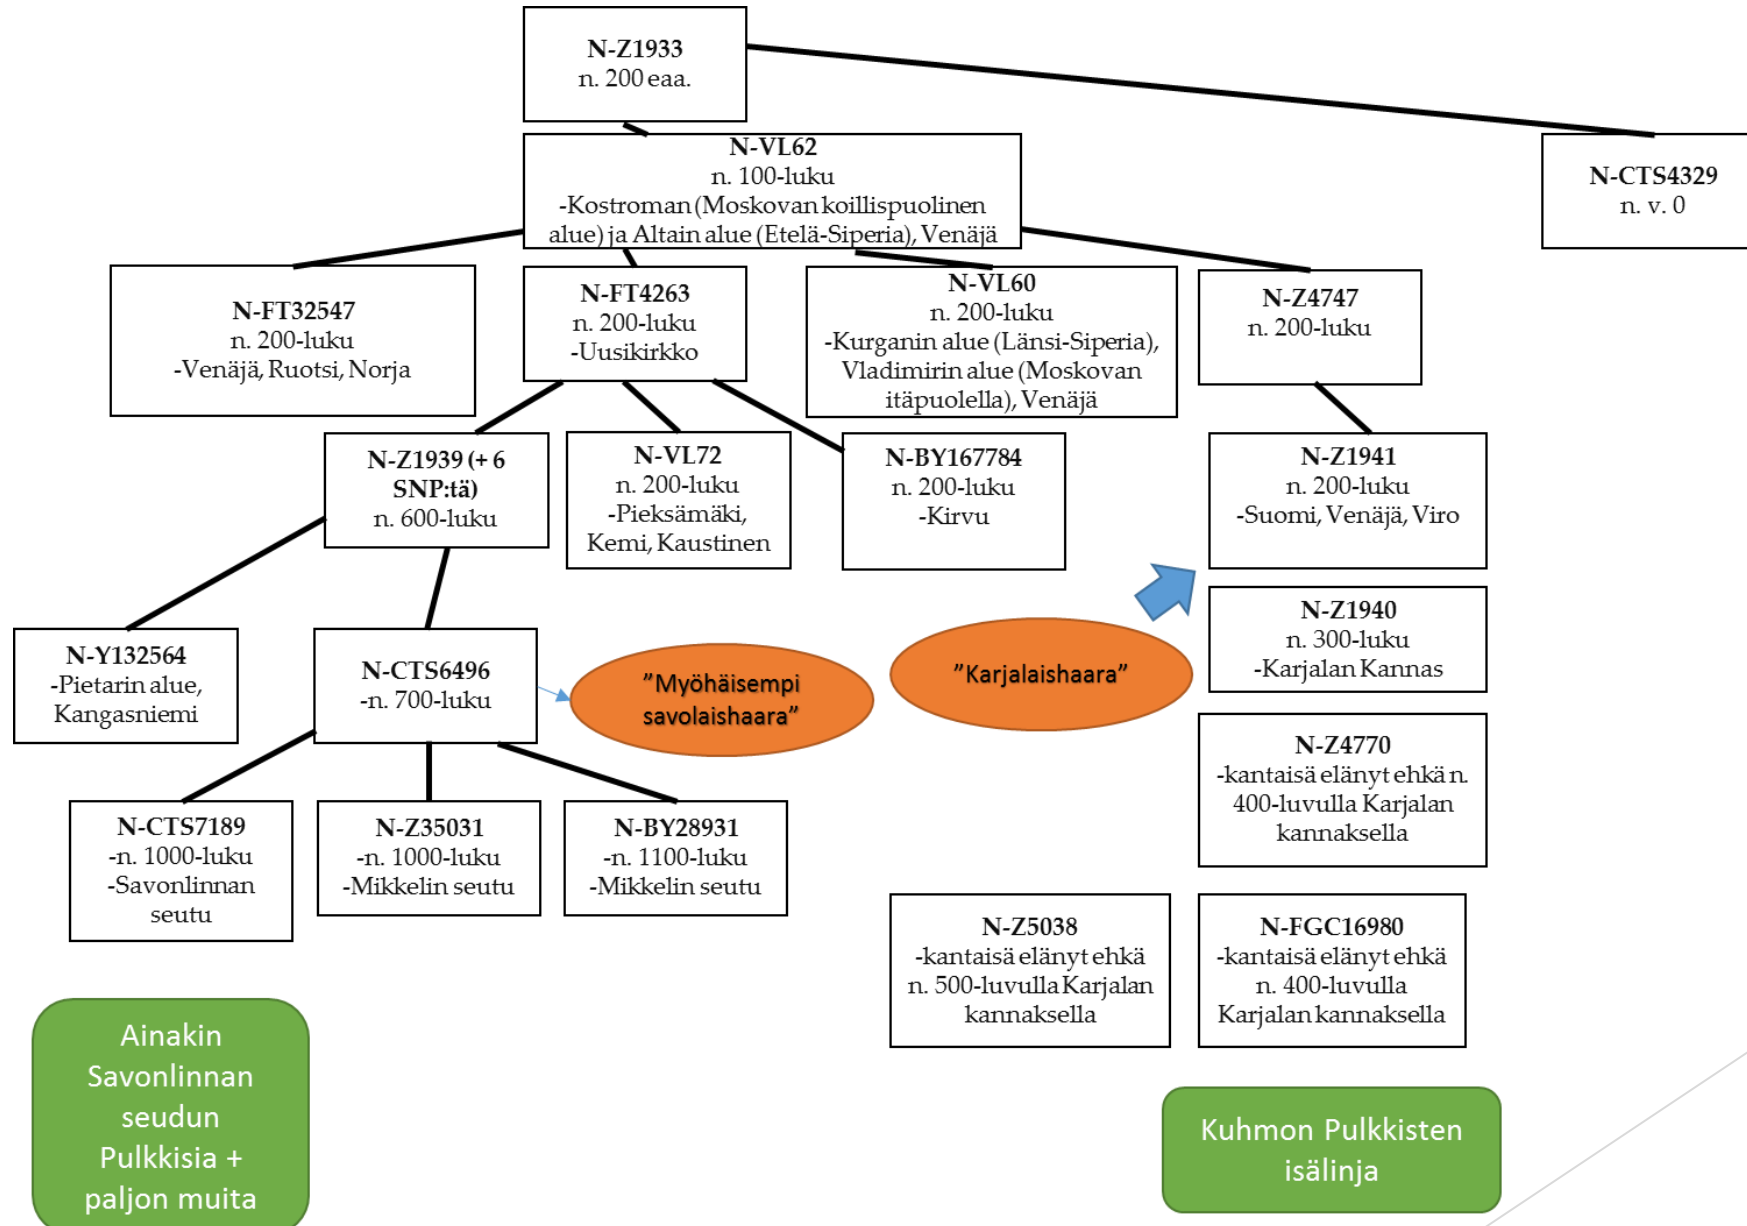 N-Z1933
n. 200 eaa.
N-VL62
n. 100-luku
-Kostroman (Moskovan koillispuolinen
alue) ja Altain alue (Etelä-Siperia), Venäjä
N-CTS4329
n. v. 0
N-FT32547
n. 200-luku
-Venäjä, Ruotsi, Norja
N-FT4263
n. 200-luku
-Uusikirkko
N-VL60
n. 200-luku
-Kurganin alue (Länsi-Siperia),
Vladimirin alue (Moskovan
itäpuolella), Venäjä
N-Z4747
n. 200-luku
N-Z1939 (+ 6
SNP:tä)
n. 600-luku
N-VL72
n. 200-luku
-Pieksämäki,
Kemi, Kaustinen
N-BY167784
n. 200-luku
-Kirvu
N-Z1941
n. 200-luku
-Suomi, Venäjä, Viro
N-Z1940
n. 300-luku
-Karjalan Kannas
N-Y132564
-Pietarin alue,
Kangasniemi
N-CTS6496
-n. 700-luku
”Myöhäisempi
savolaishaara”
”Karjalaishaara”
N-Z4770
-kantaisä elänyt ehkä n.
400-luvulla Karjalan
kannaksella
N-CTS7189
-n. 1000-luku
-Savonlinnan
seutu
N-Z35031
-n. 1000-luku
-Mikkelin seutu
N-BY28931
-n. 1100-luku
-Mikkelin seutu
N-Z5038
-kantaisä elänyt ehkä
n. 500-luvulla Karjalan
kannaksella
N-FGC16980
-kantaisä elänyt ehkä
n. 400-luvulla
Karjalan kannaksella
Ainakin
Savonlinnan
seudun
Pulkkisia +
paljon muita
Kuhmon Pulkkisten
isälinja